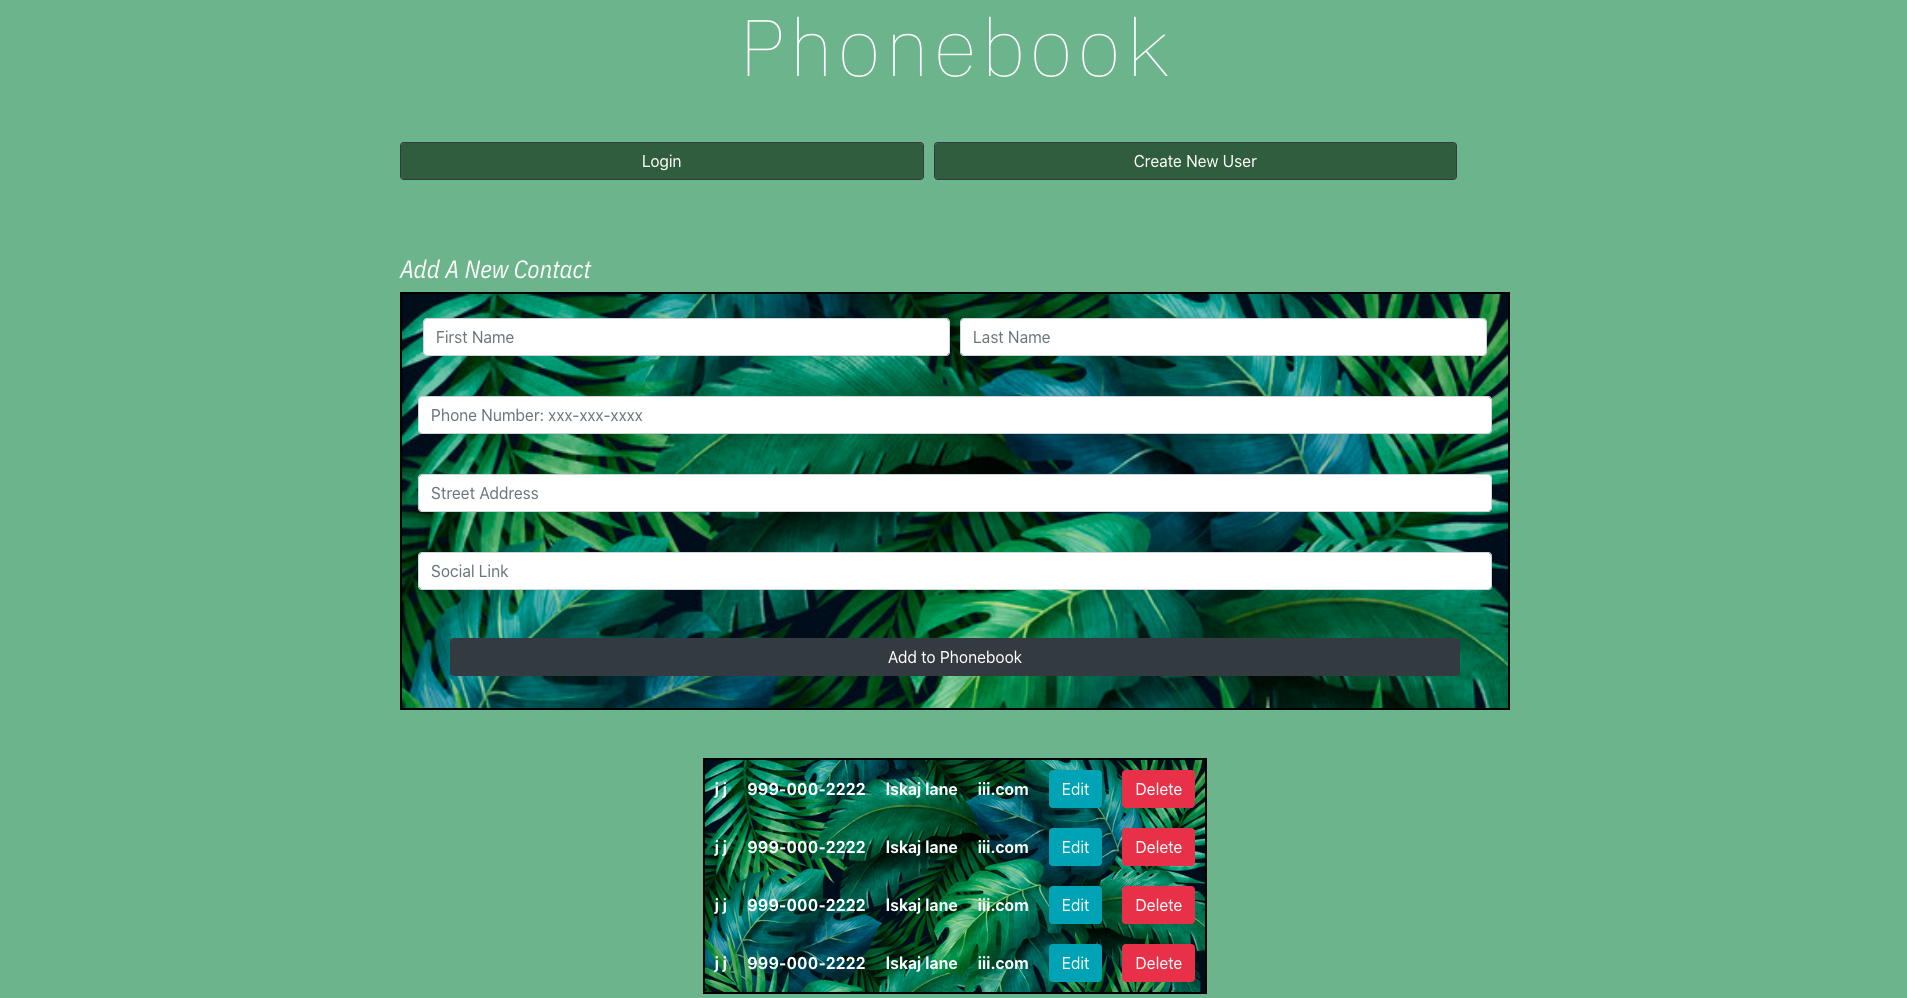 Phonebook
Login Create New User
Add A New Contact
First Name Last Name
Phone Number: xxx-xxx-xxxx
Street Address
Social Link
Add to Phonebook
j j 999-000-2222 lskaj lane iii.com Edit Delete
j j 999-000-2222 lskaj lane iii.com Edit Delete
j j 999-000-2222 lskaj lane iii.com Edit Delete
j j 999-000-2222 lskaj lane iii.com Edit Delete